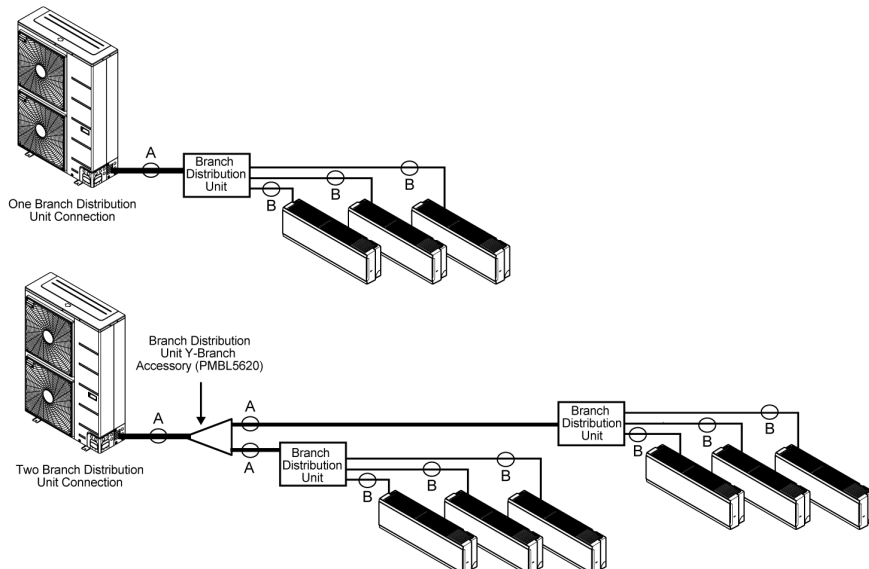 A
Branch
Distribution
Unit
B
B
B
One Branch Distribution
Unit Connection
Branch Distribution
Unit Y-Branch
Accessory (PMBL5620)
A
A
A
Branch
Distribution
Unit
B
B
B
Branch
Distribution
Unit
B
B
B
Two Branch Distribution
Unit Connection